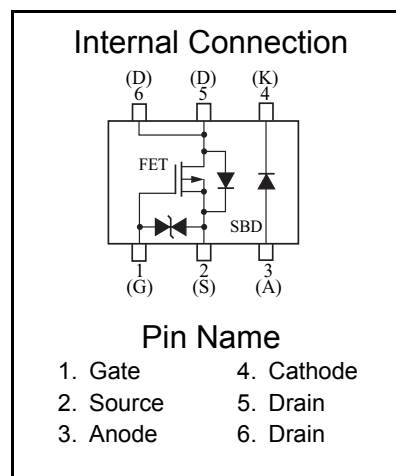 Internal Connection
(D) (D) (K)
6 5 4
FET
SBD
1 2 3
(G) (S) (A)
Pin Name
1. Gate 4. Cathode
2. Source 5. Drain
3. Anode 6. Drain